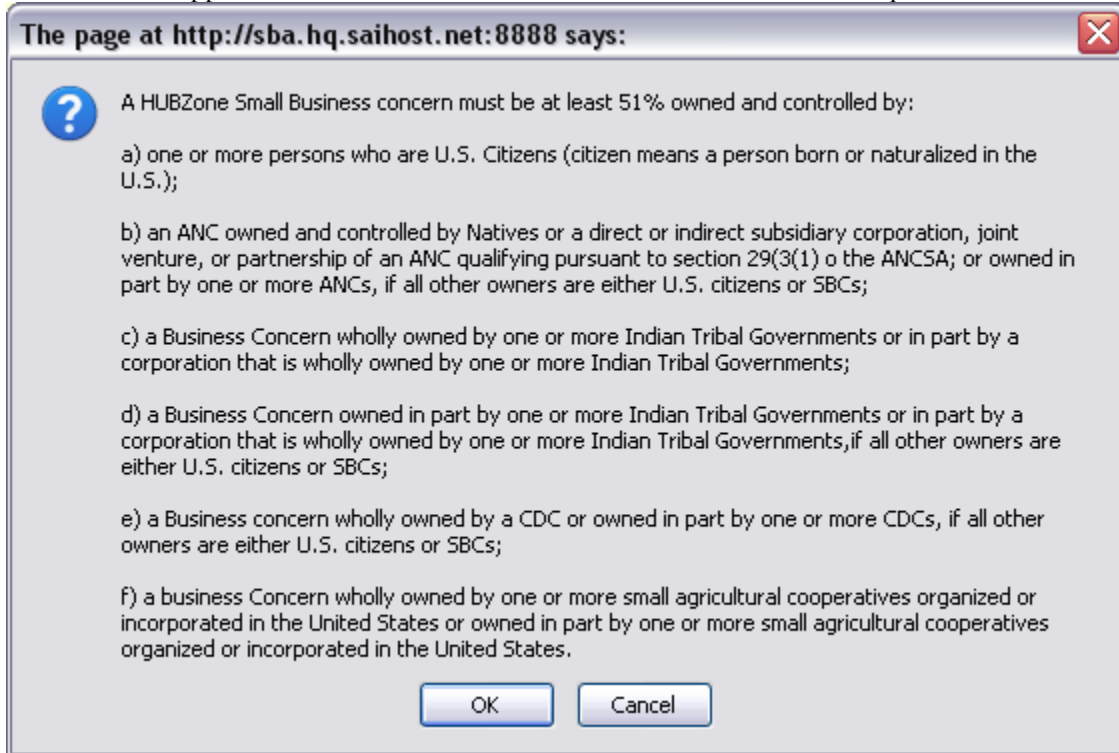 The page at http://sba.hq.saihost.net:8888 says:
A HUBZone Small Business concern must be at least 51% owned and controlled by:
a) one or more persons who are U.S. Citizens (citizen means a person born or naturalized in the
U.S.);
b) an ANC owned and controlled by Natives or a direct or indirect subsidiary corporation, joint
venture, or partnership of an ANC qualifying pursuant to section 29(3(1) o the ANCSA; or owned in
part by one or more ANCs, if all other owners are either U.S. citizens or SBCs;
c) a Business Concern wholly owned by one or more Indian Tribal Governments or in part by a
corporation that is wholly owned by one or more Indian Tribal Governments;
d) a Business Concern owned in part by one or more Indian Tribal Governments or in part by a
corporation that is wholly owned by one or more Indian Tribal Governments,if all other owners are
either U.S. citizens or SBCs;
e) a Business concern wholly owned by a CDC or owned in part by one or more CDCs, if all other
owners are either U.S. citizens or SBCs;
f) a business Concern wholly owned by one or more small agricultural cooperatives organized or
incorporated in the United States or owned in part by one or more small agricultural cooperatives
organized or incorporated in the United States.
OK Cancel